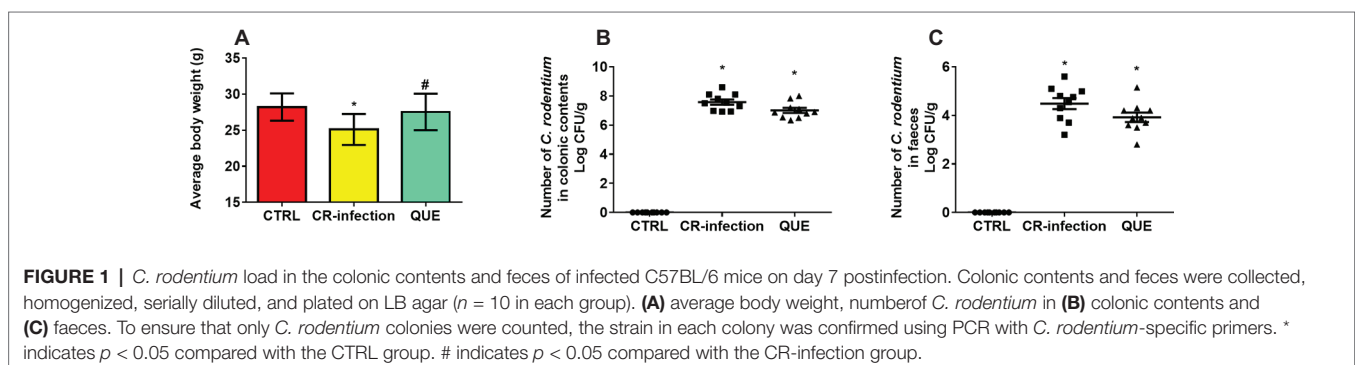 A
Average body weight (g)
35
30
25
20
15
*
#
CTRL CR-infection QUE
B
Number of C. rodentium
in colonic contents
Log CFU/g
10
8
6
4
2
0
*
*
CTRL CR-infection QUE
C
Number of C. rodentium
in faeces
Log CFU/g
6
4
2
0
*
*
CTRL CR-infection QUE
FIGURE 1 | C. rodentium load in the colonic contents and feces of infected C57BL/6 mice on day 7 postinfection. Colonic contents and feces were collected,
homogenized, serially diluted, and plated on LB agar (n = 10 in each group). (A) average body weight, numberof C. rodentium in (B) colonic contents and
(C) faeces. To ensure that only C. rodentium colonies were counted, the strain in each colony was confirmed using PCR with C. rodentium-specific primers. *
indicates p < 0.05 compared with the CTRL group. # indicates p < 0.05 compared with the CR-infection group.